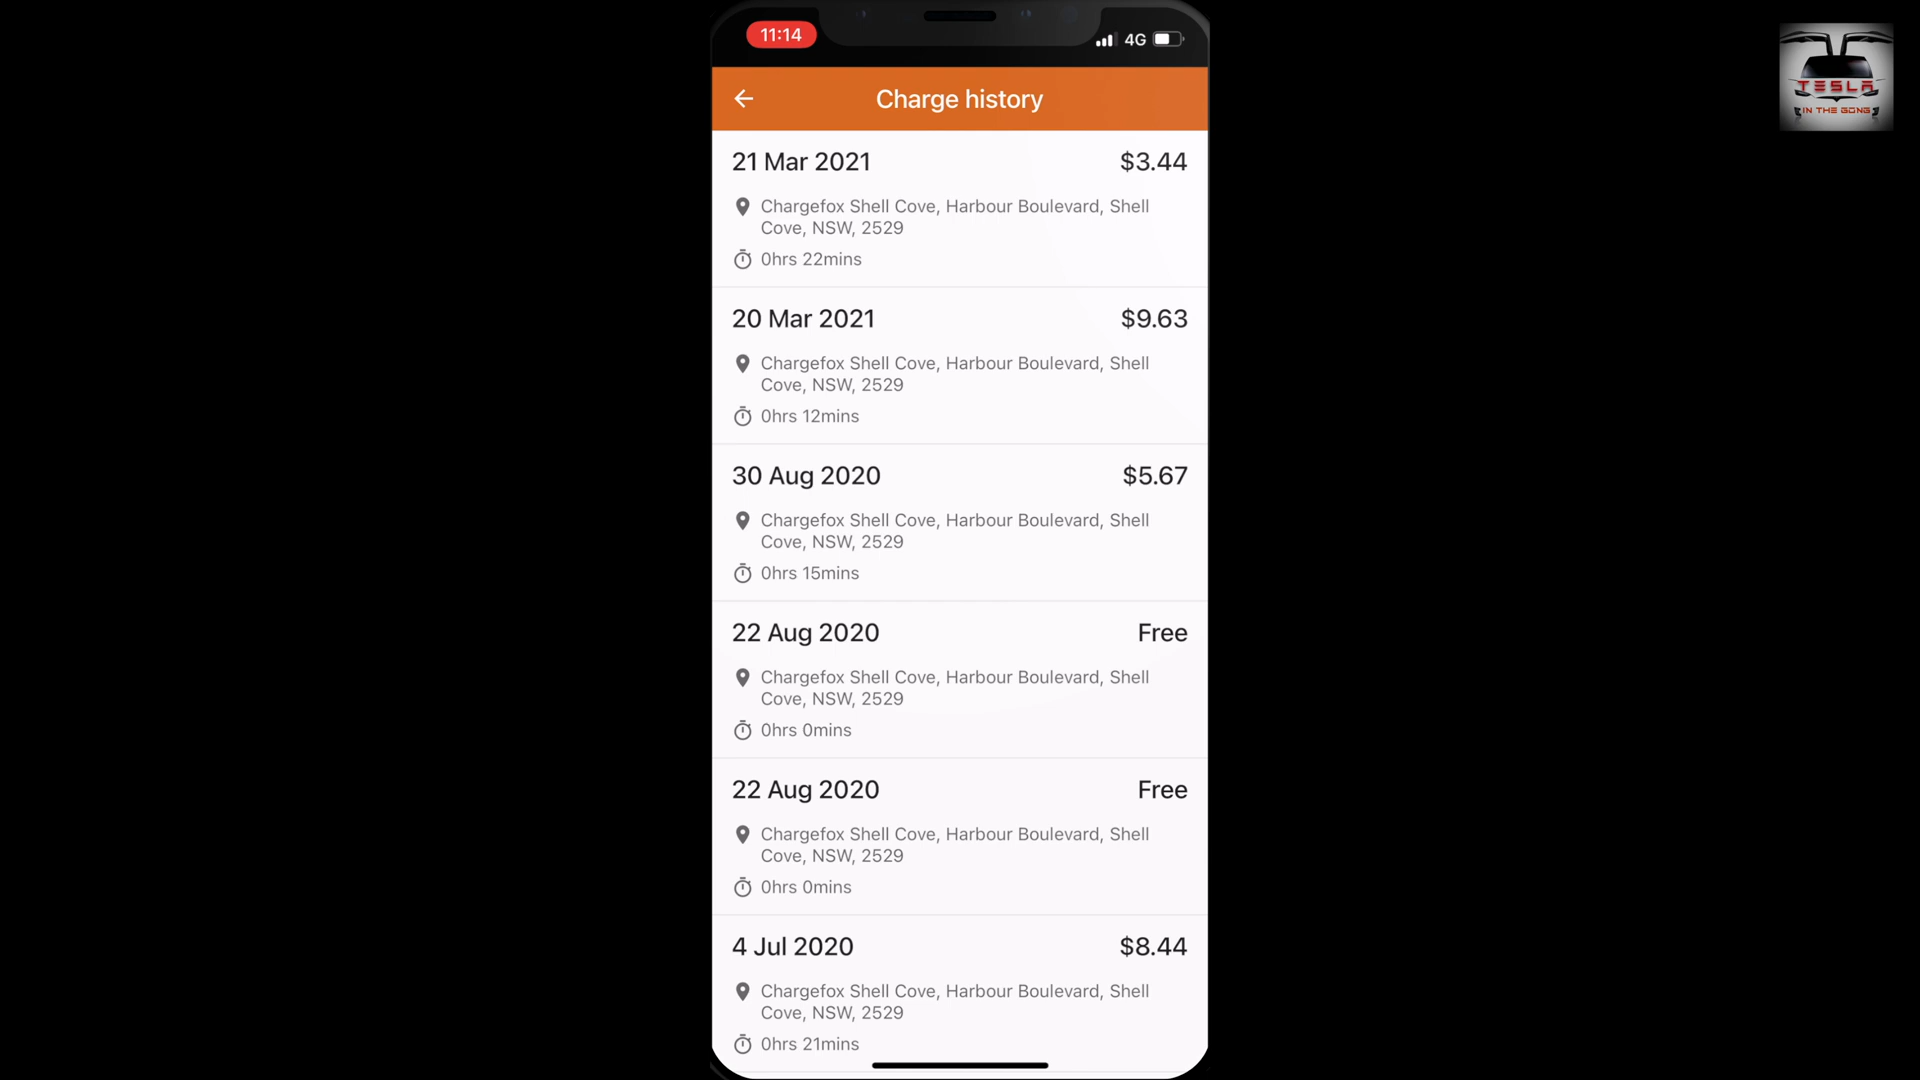 11:14
4G
Charge history
21 Mar 2021
$3.44
Chargefox Shell Cove, Harbour Boulevard, Shell
Cove, NSW, 2529
0hrs 22mins
20 Mar 2021
$9.63
Chargefox Shell Cove, Harbour Boulevard, Shell
Cove, NSW, 2529
0hrs 12mins
30 Aug 2020
$5.67
Chargefox Shell Cove, Harbour Boulevard, Shell
Cove, NSW, 2529
0hrs 15mins
22 Aug 2020
Free
Chargefox Shell Cove, Harbour Boulevard, Shell
Cove, NSW, 2529
0hrs 0mins
22 Aug 2020
Free
Chargefox Shell Cove, Harbour Boulevard, Shell
Cove, NSW, 2529
0hrs 0mins
4 Jul 2020
$8.44
Chargefox Shell Cove, Harbour Boulevard, Shell
Cove, NSW, 2529
0hrs 21mins
TESLA
IN THE GONG